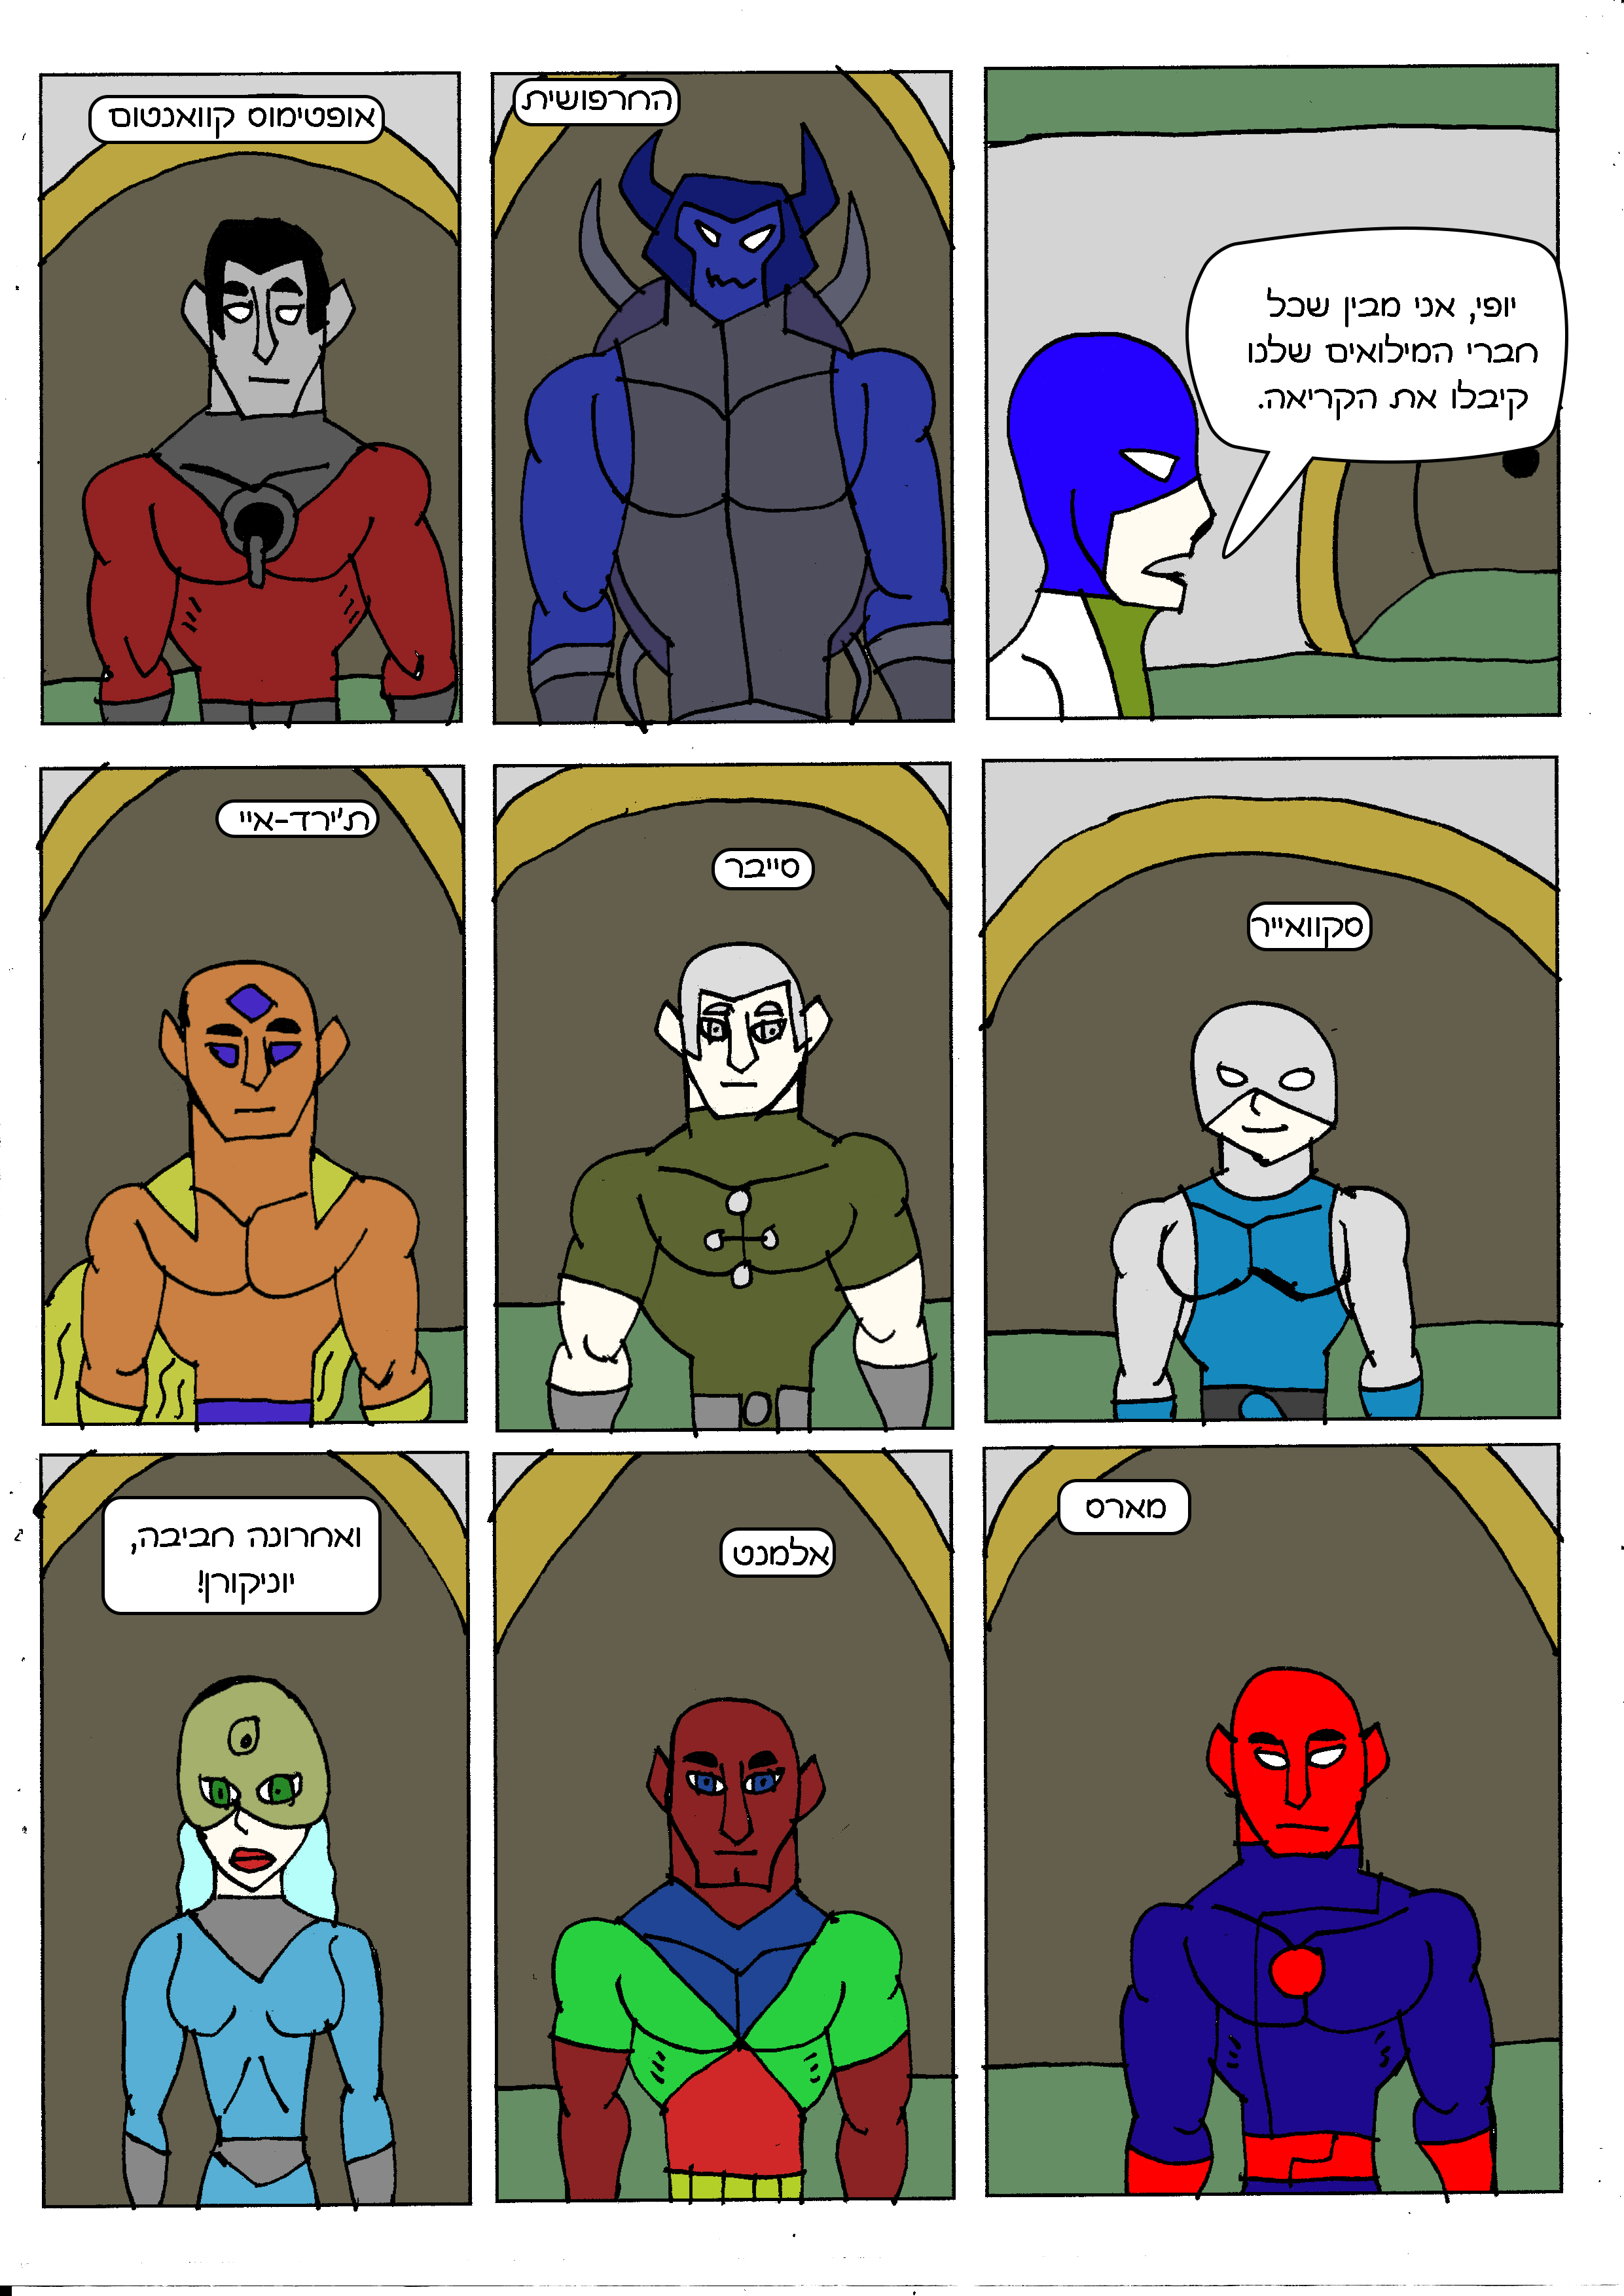 יופי, אני מבין שכל
חברי המילואים שלנו
קיבלו את הקריאה.
החרפושית
אופטימוס קוואנטום
סקוואייר
סייבר
ת'ירד-איי
מארס
אלמנט
ואחרונה חביבה,
יוניקורן!